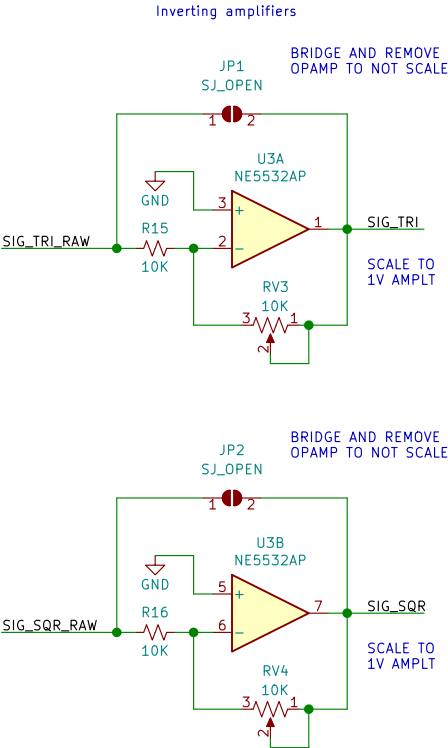 Inverting amplifiers
BRIDGE AND REMOVE
OPAMP TO NOT SCALE
JP1
SJ_OPEN
1 2
U3A
NE5532AP
GND
3 +
1
SIG_TRI
SIG_TRI_RAW
R15
10K
2 −
SCALE TO
1V AMPLT
RV3
10K
3 1
2
BRIDGE AND REMOVE
OPAMP TO NOT SCALE
JP2
SJ_OPEN
1 2
U3B
NE5532AP
GND
5 +
7
SIG_SQR
SIG_SQR_RAW
R16
10K
6 −
SCALE TO
1V AMPLT
RV4
10K
3 1
2